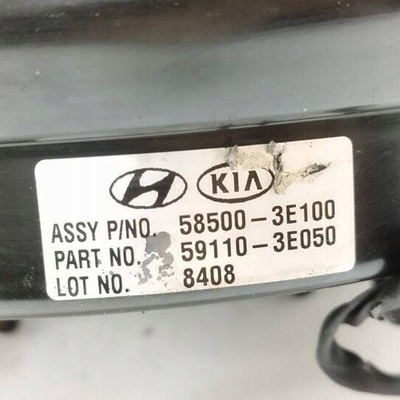 KIA
ASSY P/NO. 58500-3E100
PART NO. 59110-3E050
LOT NO. 8408